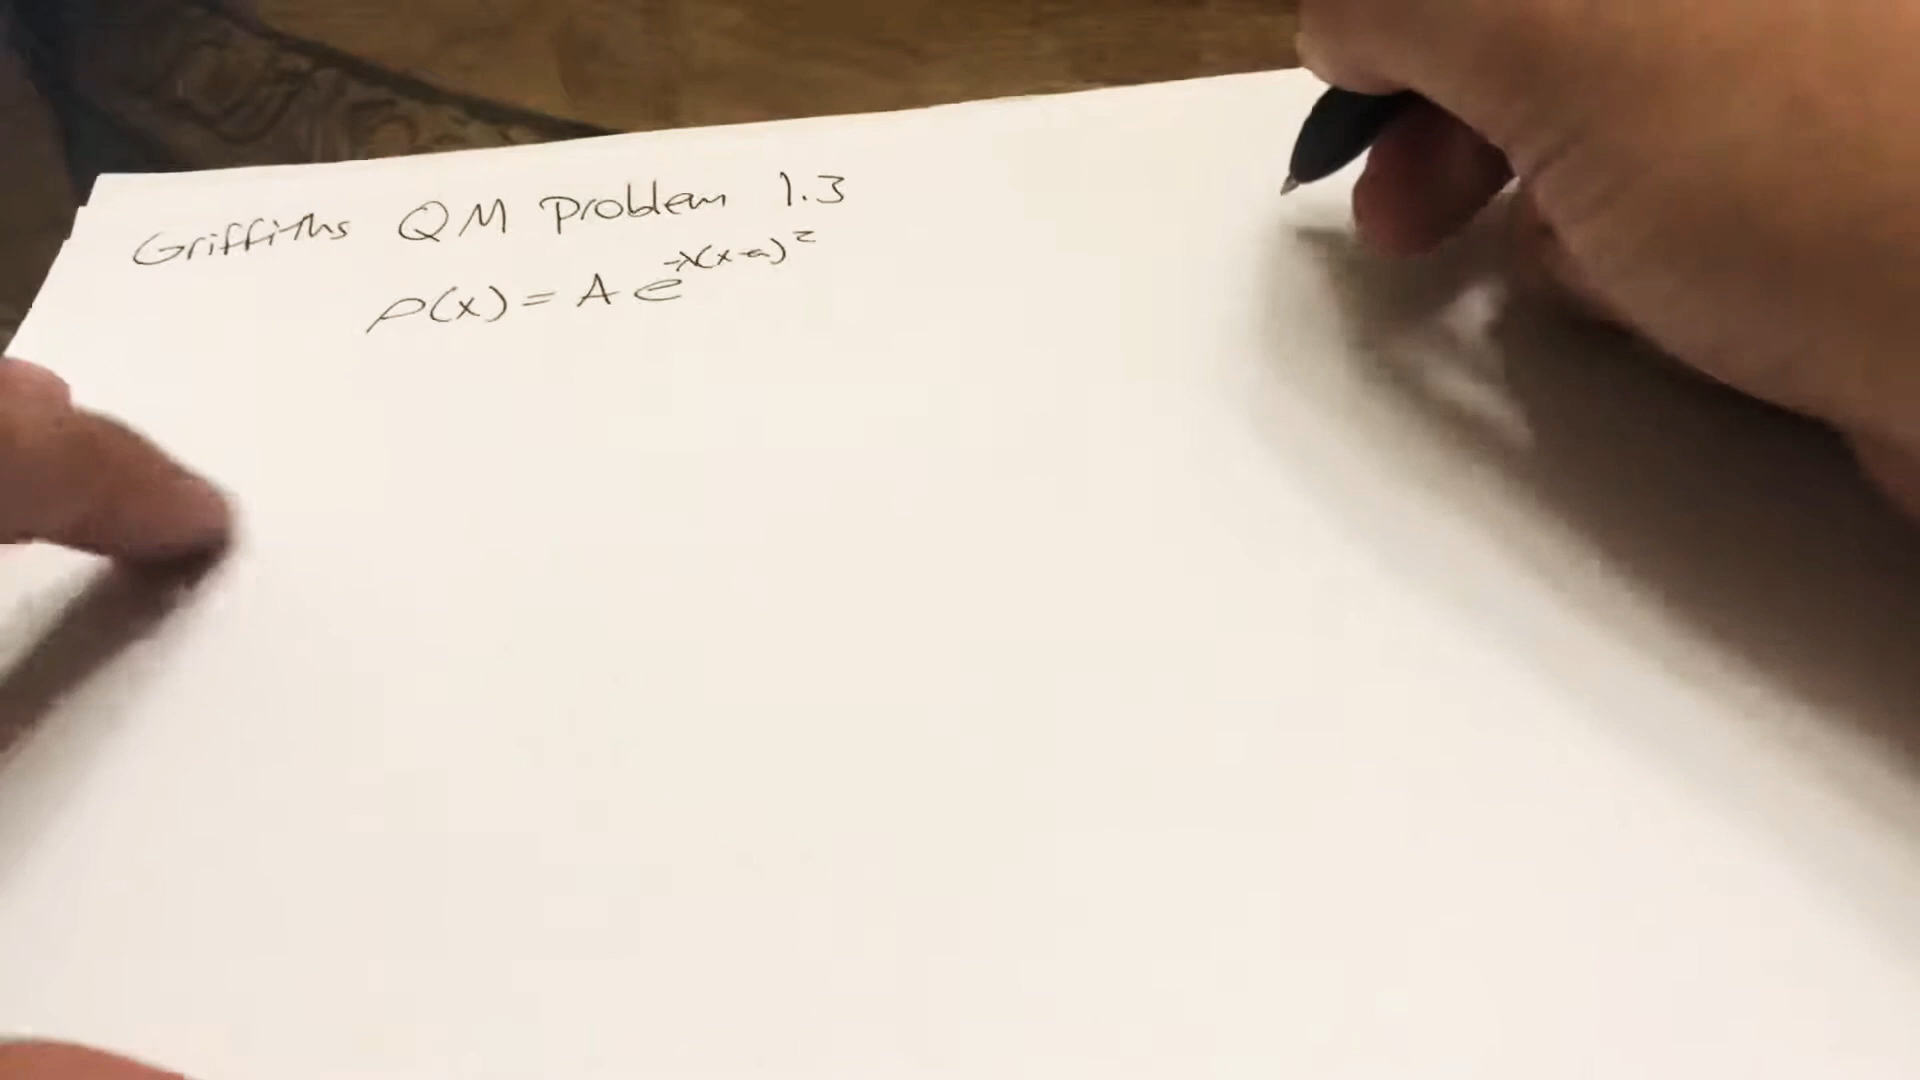 Griffiths QM Problem 1.3
ρ(x) = A e^{-λ(x-a)^2}